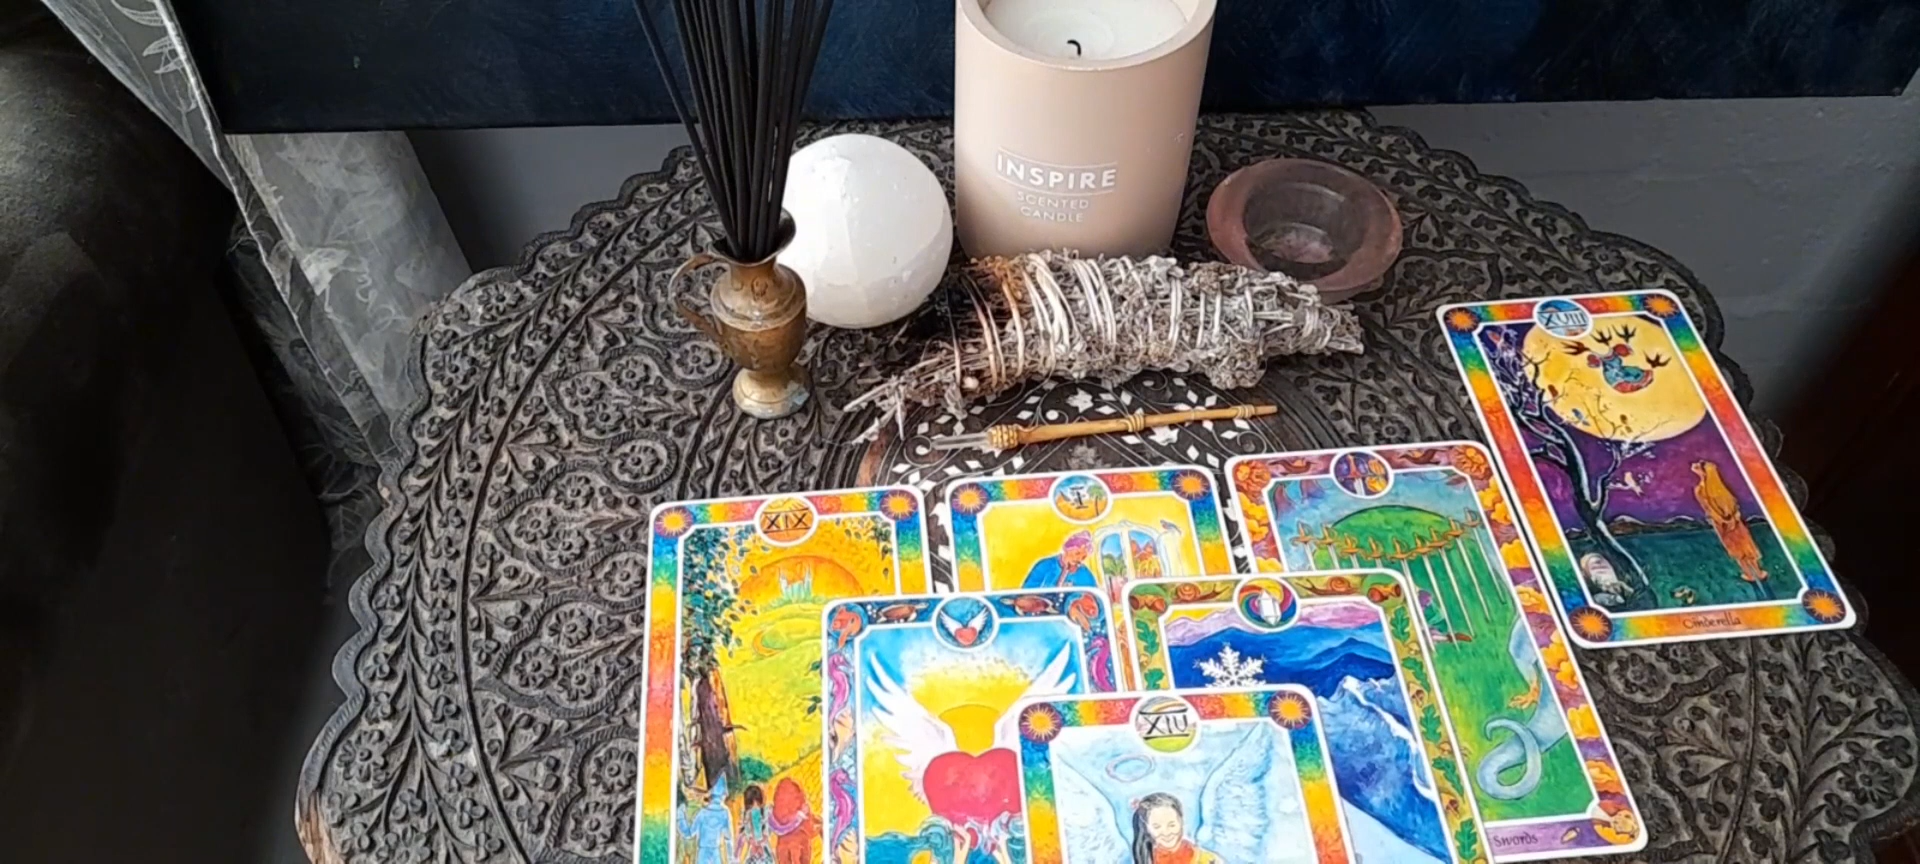 INSPIRE
SCENTED
CANDLE
XVIII
XIX
I
XIV
Cinderella
Swords